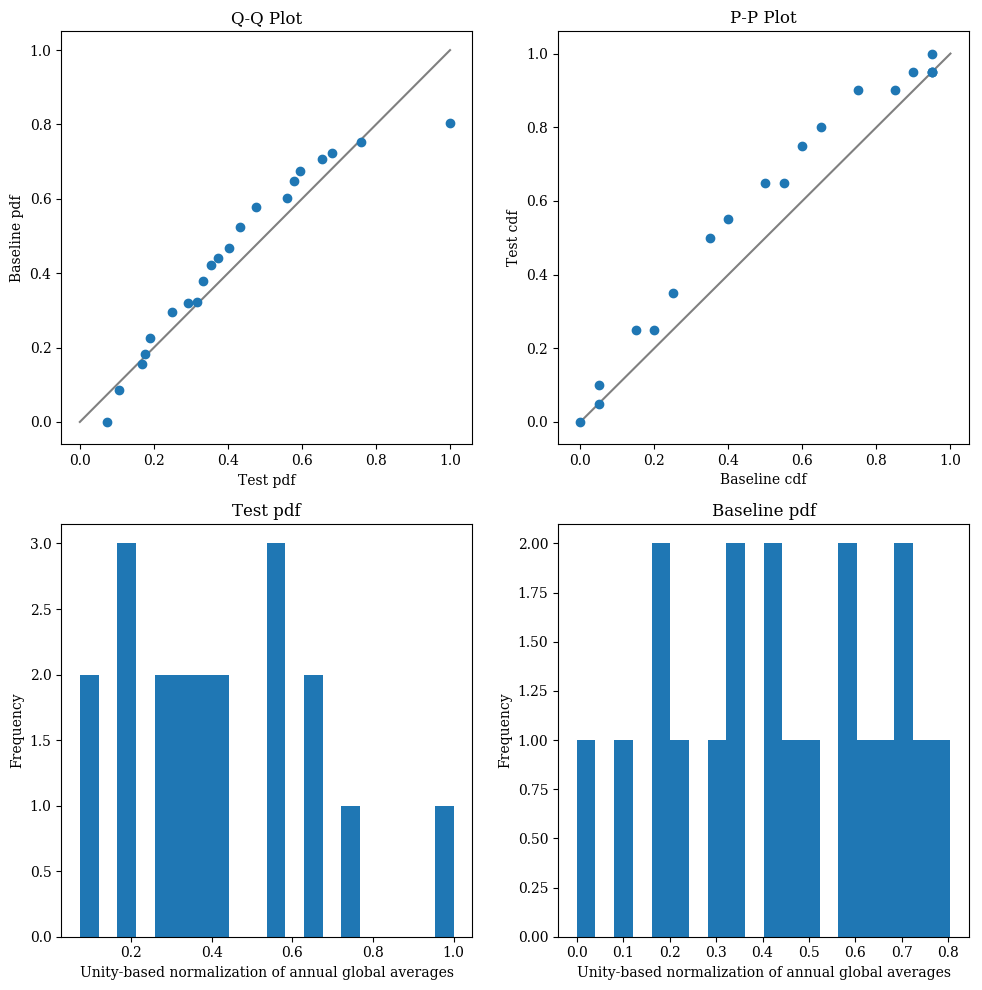 Q-Q Plot
1.0
0.8
0.6
0.4
0.2
0.0
Baseline pdf
0.0 0.2 0.4 0.6 0.8 1.0
Test pdf
P-P Plot
1.0
0.8
0.6
0.4
0.2
0.0
Test cdf
0.0 0.2 0.4 0.6 0.8 1.0
Baseline cdf
Test pdf
3.0
2.5
2.0
1.5
1.0
0.5
0.0
Frequency
0.2 0.4 0.6 0.8 1.0
Unity-based normalization of annual global averages
Baseline pdf
2.00
1.75
1.50
1.25
1.00
0.75
0.50
0.25
0.00
Frequency
0.0 0.1 0.2 0.3 0.4 0.5 0.6 0.7 0.8
Unity-based normalization of annual global averages